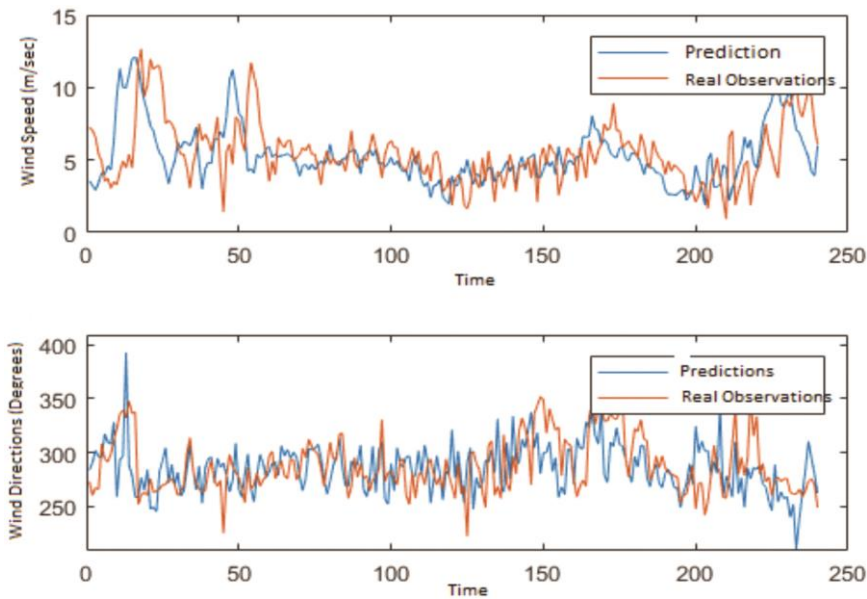 15
10
5
0
Wind Speed (m/sec)
Prediction
Real Observations
0 50 100 150 200 250
Time
400
350
300
250
Wind Directions (Degrees)
Predictions
Real Observations
0 50 100 150 200 250
Time